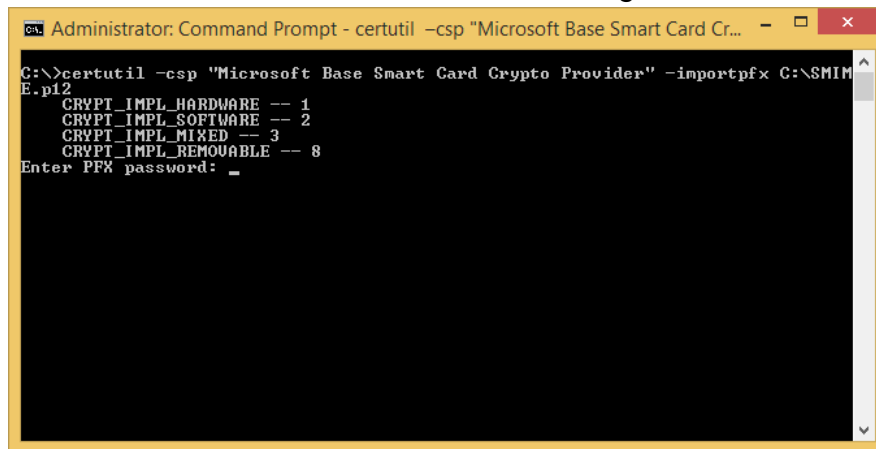 Administrator: Command Prompt - certutil –csp "Microsoft Base Smart Card Cr...
C:\>certutil -csp "Microsoft Base Smart Card Crypto Provider" -importpfx C:\SMIM
E.p12
CRYPT_IMPL_HARDWARE -- 1
CRYPT_IMPL_SOFTWARE -- 2
CRYPT_IMPL_MIXED -- 3
CRYPT_IMPL_REMOVABLE -- 8
Enter PFX password: _